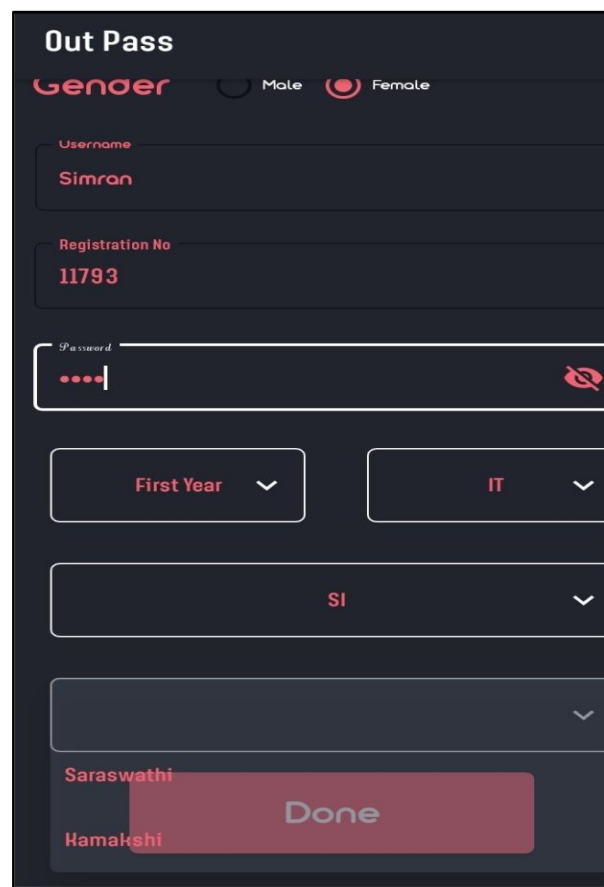 Out Pass
Gender Male Female
Username
Simran
Registration No
11793
Password
••••
First Year IT
SI
Saraswathi
Done
Kamakshi